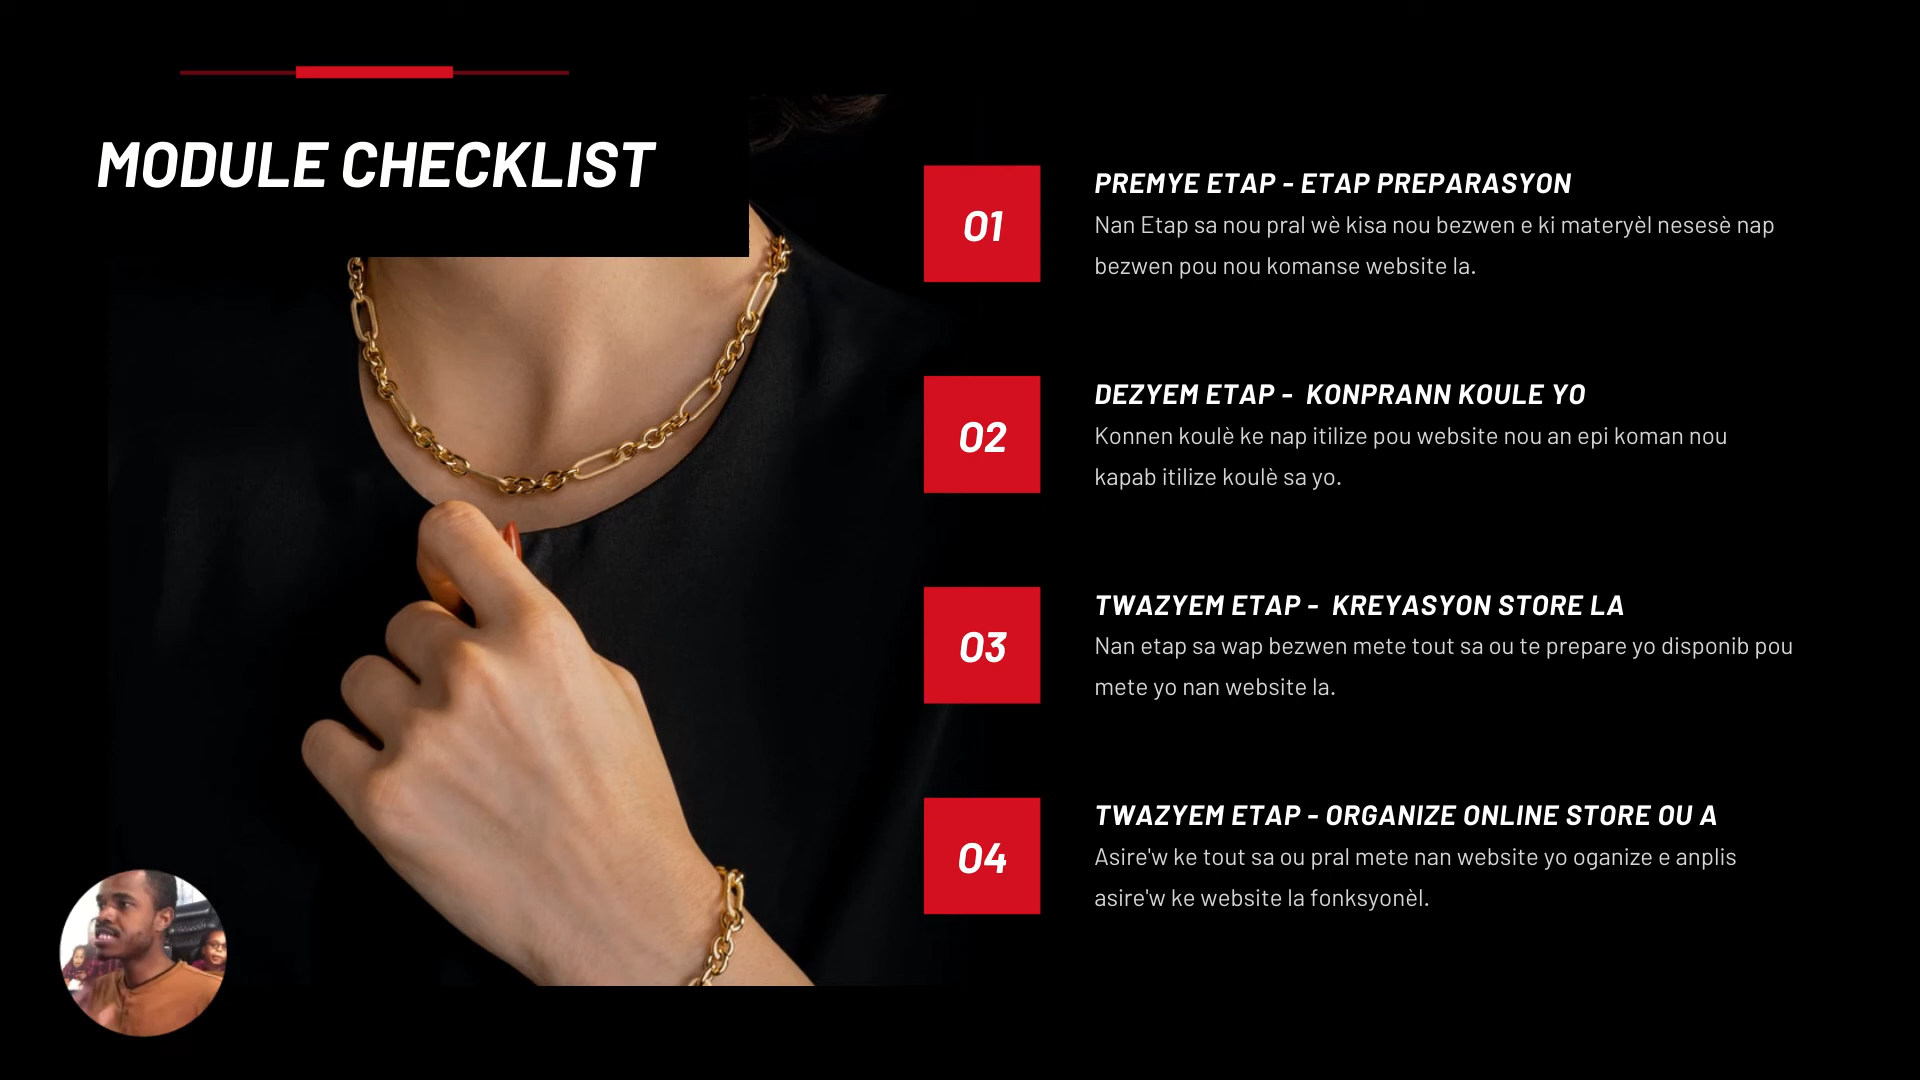 MODULE CHECKLIST
01
PREMYE ETAP - ETAP PREPARASYON
Nan Etap sa nou pral wè kisa nou bezwen e ki materyèl nesesè nap
bezwen pou nou komanse website la.
02
DEZYEM ETAP - KONPRANN KOULE YO
Konnen koulè ke nap itilize pou website nou an epi koman nou
kapab itilize koulè sa yo.
03
TWAZYEM ETAP - KREYASYON STORE LA
Nan etap sa wap bezwen mete tout sa ou te prepare yo disponib pou
mete yo nan website la.
04
TWAZYEM ETAP - ORGANIZE ONLINE STORE OU A
Asire'w ke tout sa ou pral mete nan website yo oganize e anplis
asire'w ke website la fonksyonèl.